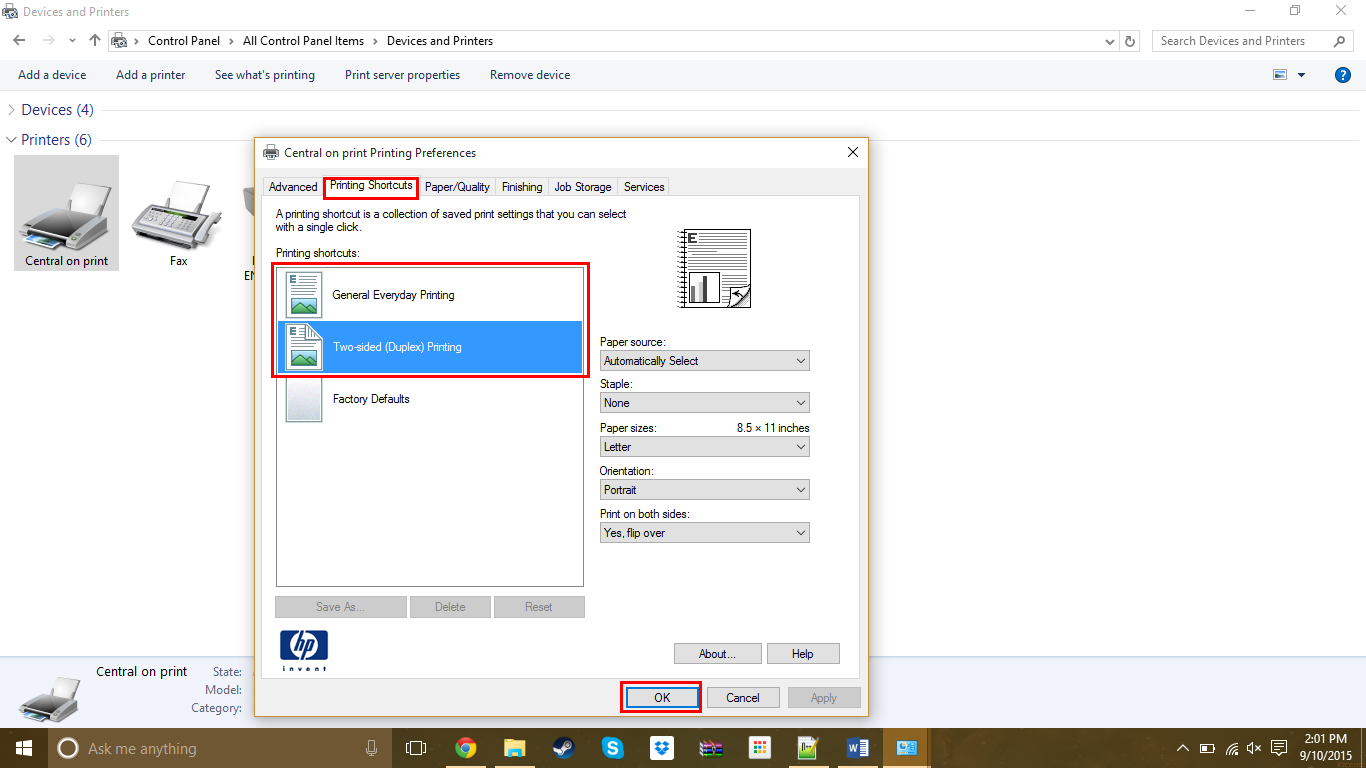 Devices and Printers
Control Panel > All Control Panel Items > Devices and Printers
Search Devices and Printers
Add a device Add a printer See what's printing Print server properties Remove device
?
Devices (4)
Printers (6)
Central on print
Fax
Central on print Printing Preferences
Advanced Printing Shortcuts Paper/Quality Finishing Job Storage Services
A printing shortcut is a collection of saved print settings that you can select
with a single click.
Printing shortcuts:
E
General Everyday Printing
E
Two-sided (Duplex) Printing
Factory Defaults
E
Paper source:
Automatically Select
Staple:
None
Paper sizes: 8.5 × 11 inches
Letter
Orientation:
Portrait
Print on both sides:
Yes, flip over
Save As... Delete Reset
hp
invent
About... Help
OK Cancel Apply
Central on print State:
Model:
Category:
Ask me anything
2:01 PM
9/10/2015